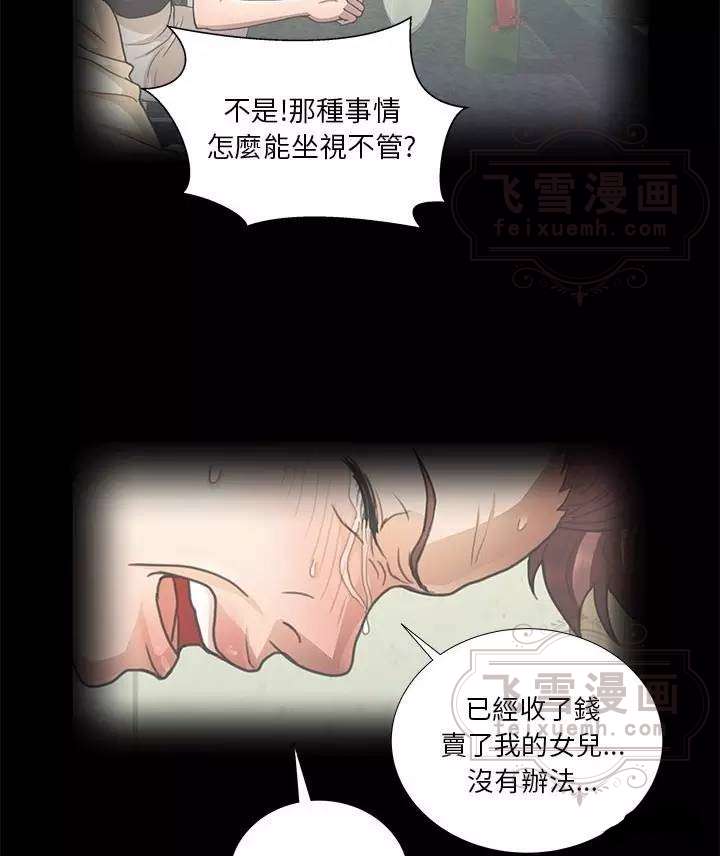 不是!那種事情
怎麼能坐視不管?
飞雪漫画
feixuemh.com
已經收了錢
賣了我的女兒...
沒有辦法...
飞雪漫画
feixuemh.com